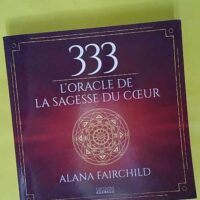 333
L'ORACLE DE
LA SAGESSE DU CŒUR
ALANA FAIRCHILD